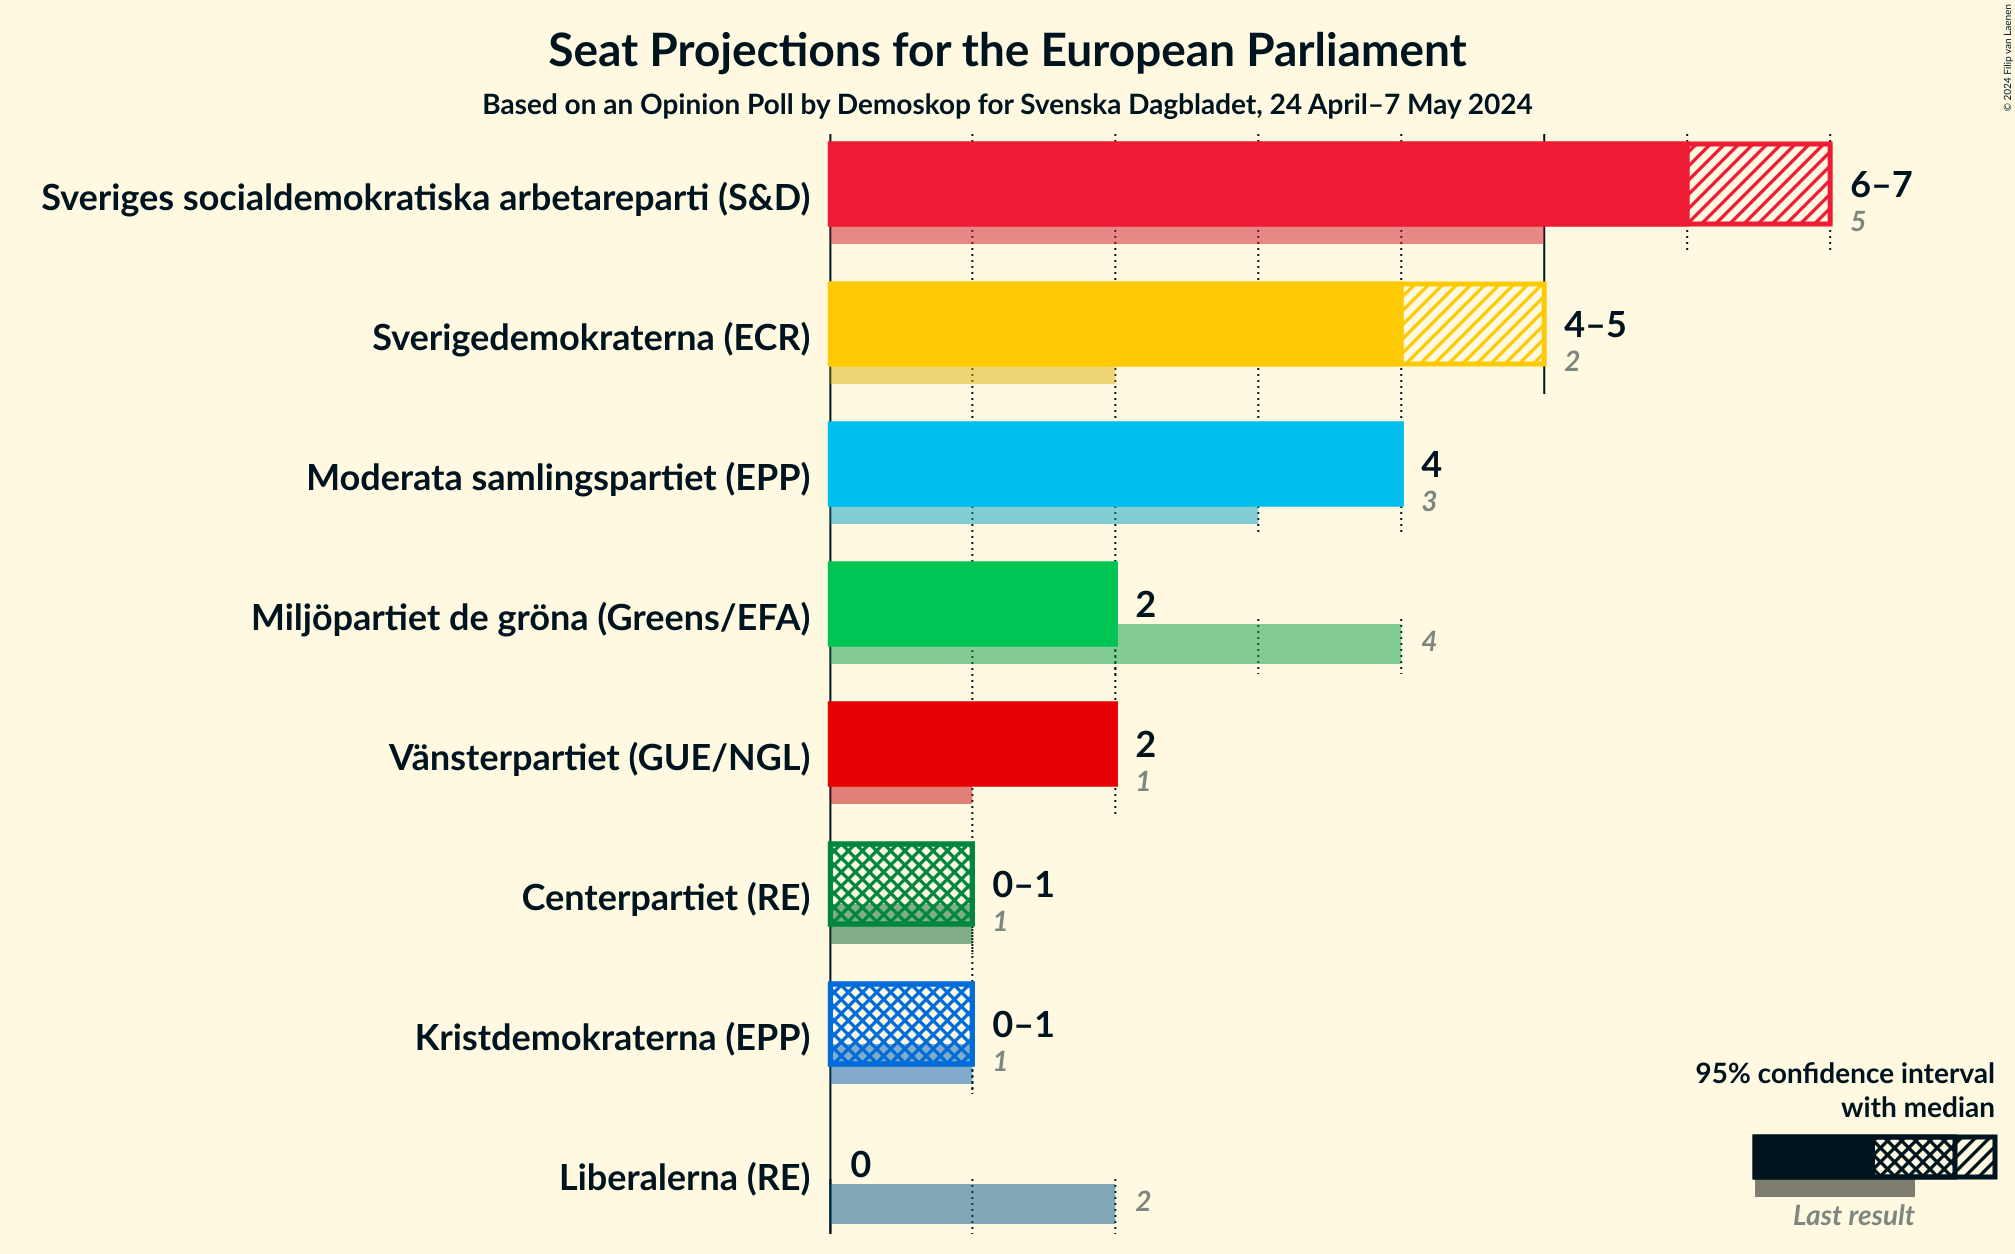 Seat Projections for the European Parliament
Based on an Opinion Poll by Demoskop for Svenska Dagbladet, 24 April–7 May 2024
© 2024 Filip van Laenen
Sveriges socialdemokratiska arbetareparti (S&D)
6–7
5
Sverigedemokraterna (ECR)
4–5
2
Moderata samlingspartiet (EPP)
4
3
Miljöpartiet de gröna (Greens/EFA)
2
4
Vänsterpartiet (GUE/NGL)
2
1
Centerpartiet (RE)
0–1
1
Kristdemokraterna (EPP)
0–1
1
Liberalerna (RE)
0
2
95% confidence interval
with median
Last result